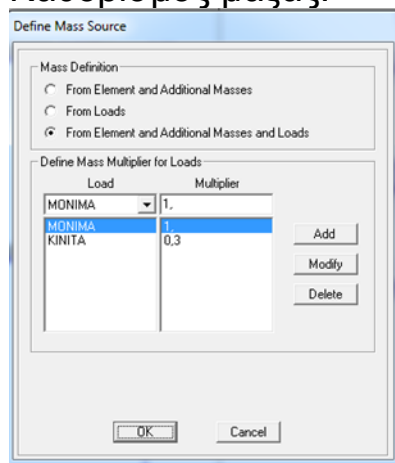 Καθορισμός μάζας:
Define Mass Source
Mass Definition
From Element and Additional Masses
From Loads
From Element and Additional Masses and Loads
Define Mass Multiplier for Loads
Load Multiplier
MONIMA 1,
MONIMA 1,
KINITA 0,3
Add
Modify
Delete
OK Cancel